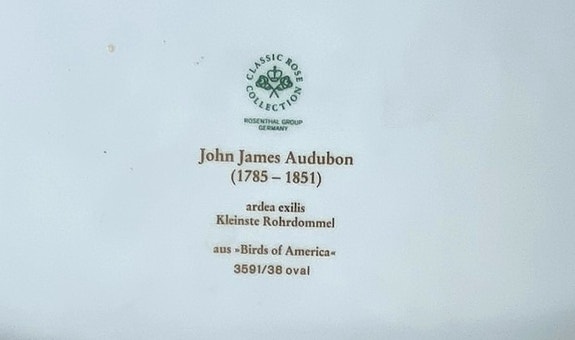 CLASSIC ROSE
COLLECTION
ROSENTHAL GROUP
GERMANY
John James Audubon
(1785 – 1851)
ardea exilis
Kleinste Rohrdommel
aus »Birds of America«
3591/38 oval